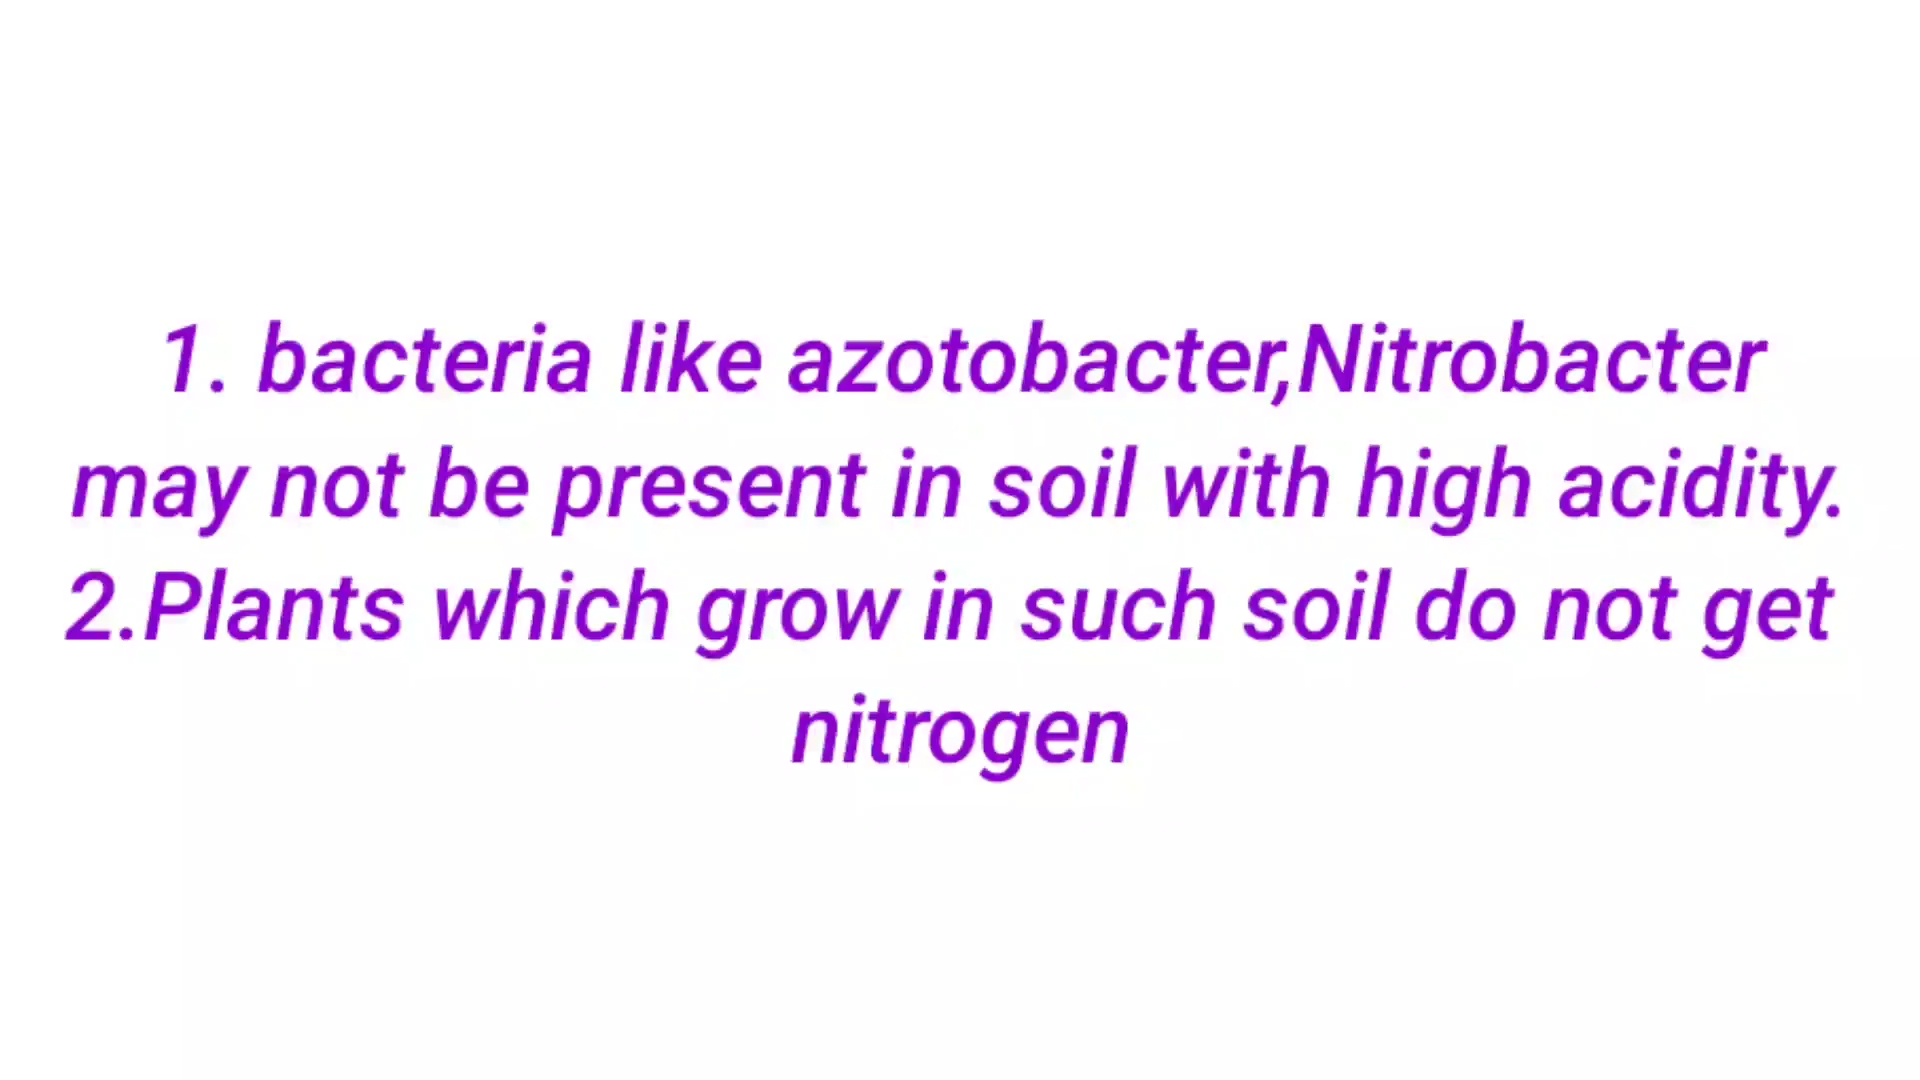 1. bacteria like azotobacter,Nitrobacter
may not be present in soil with high acidity.
2.Plants which grow in such soil do not get
nitrogen